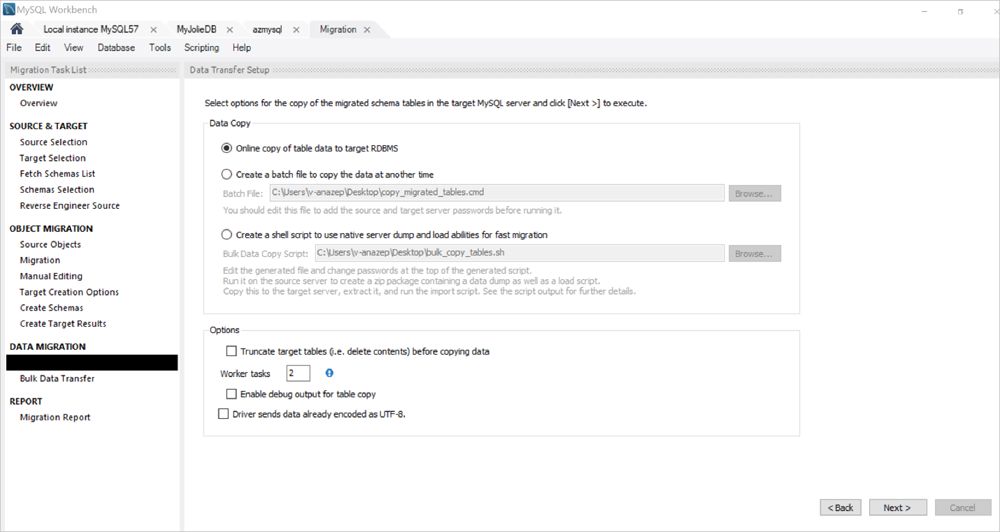 MySQL Workbench
Local instance MySQL57
MyJolieDB
azmysql
Migration
File Edit View Database Tools Scripting Help
Migration Task List
OVERVIEW
Overview
SOURCE & TARGET
Source Selection
Target Selection
Fetch Schemas List
Schemas Selection
Reverse Engineer Source
OBJECT MIGRATION
Source Objects
Migration
Manual Editing
Target Creation Options
Create Schemas
Create Target Results
DATA MIGRATION
Bulk Data Transfer
REPORT
Migration Report
Data Transfer Setup
Select options for the copy of the migrated schema tables in the target MySQL server and click [Next >] to execute.
Data Copy
Online copy of table data to target RDBMS
Create a batch file to copy the data at another time
Batch File: C:\Users\v-anazep\Desktop\copy_migrated_tables.cmd Browse...
You should edit this file to add the source and target server passwords before running it.
Create a shell script to use native server dump and load abilities for fast migration
Bulk Data Copy Script: C:\Users\v-anazep\Desktop\bulk_copy_tables.sh Browse...
Edit the generated file and change passwords at the top of the generated script.
Run it on the source server to create a zip package containing a data dump as well as a load script.
Copy this to the target server, extract it, and run the import script. See the script output for further details.
Options
Truncate target tables (i.e. delete contents) before copying data
Worker tasks 2
Enable debug output for table copy
Driver sends data already encoded as UTF-8.
< Back Next > Cancel